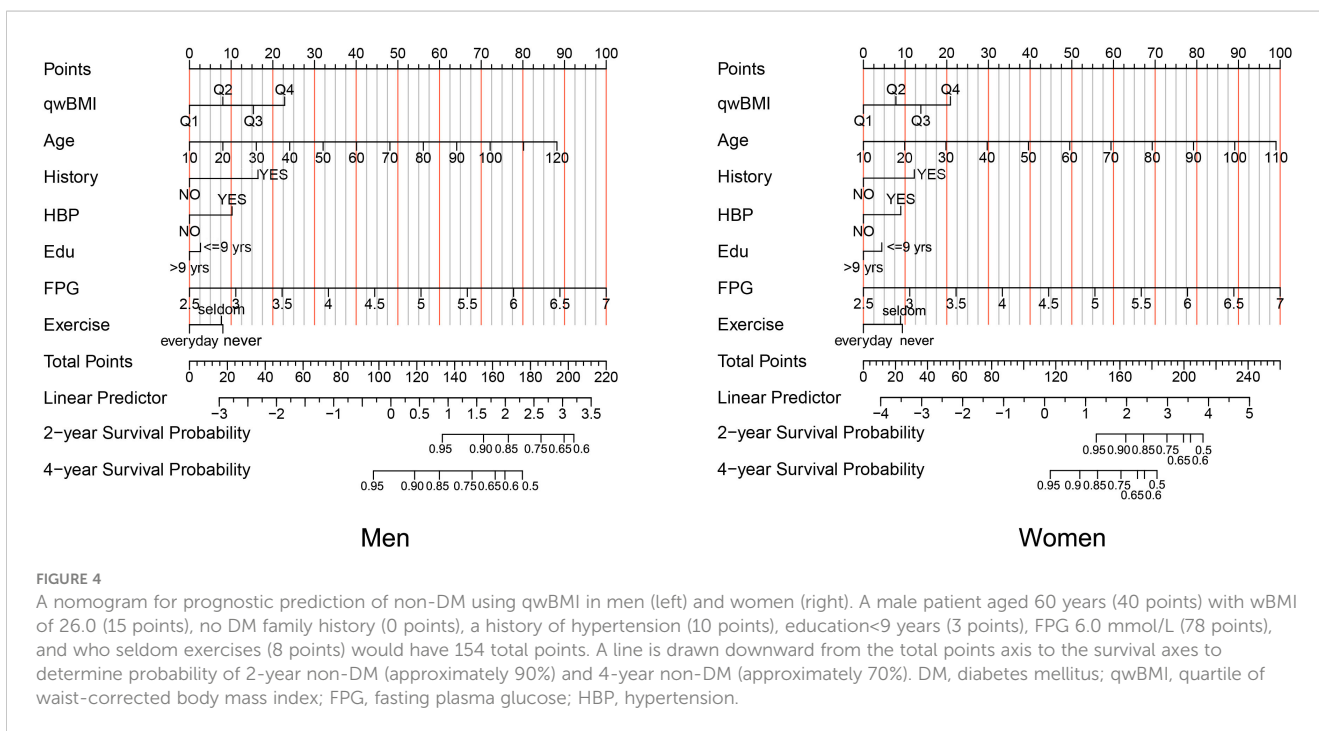 0 10 20 30 40 50 60 70 80 90 100
Points
Q2 Q4
qwBMI
Q1 Q3
Age
10 20 30 40 50 60 70 80 90 100 120
History YES
NO YES
HBP
NO
Edu <=9 yrs
>9 yrs
FPG
2.5 3 3.5 4 4.5 5 5.5 6 6.5 7
seldom
Exercise
everyday never
Total Points
0 20 40 60 80 100 120 140 160 180 200 220
Linear Predictor
−3 −2 −1 0 0.5 1 1.5 2 2.5 3 3.5
2−year Survival Probability
0.95 0.90 0.85 0.75 0.65 0.6
4−year Survival Probability
0.95 0.90 0.85 0.75 0.65 0.6 0.5
Men
0 10 20 30 40 50 60 70 80 90 100
Points
Q2 Q4
qwBMI
Q1 Q3
Age
10 20 30 40 50 60 70 80 90 100 110
History YES
NO YES
HBP
NO
Edu <=9 yrs
>9 yrs
FPG
2.5 3 3.5 4 4.5 5 5.5 6 6.5 7
seldom
Exercise
everyday never
Total Points
0 20 40 60 80 120 160 200 240
Linear Predictor
−4 −3 −2 −1 0 1 2 3 4 5
2−year Survival Probability
0.95 0.90 0.85 0.75 0.5
0.65 0.6
4−year Survival Probability
0.95 0.9 0.85 0.75 0.5
0.65 0.6
Women
FIGURE 4
A nomogram for prognostic prediction of non-DM using qwBMI in men (left) and women (right). A male patient aged 60 years (40 points) with wBMI
of 26.0 (15 points), no DM family history (0 points), a history of hypertension (10 points), education<9 years (3 points), FPG 6.0 mmol/L (78 points),
and who seldom exercises (8 points) would have 154 total points. A line is drawn downward from the total points axis to the survival axes to
determine probability of 2-year non-DM (approximately 90%) and 4-year non-DM (approximately 70%). DM, diabetes mellitus; qwBMI, quartile of
waist-corrected body mass index; FPG, fasting plasma glucose; HBP, hypertension.